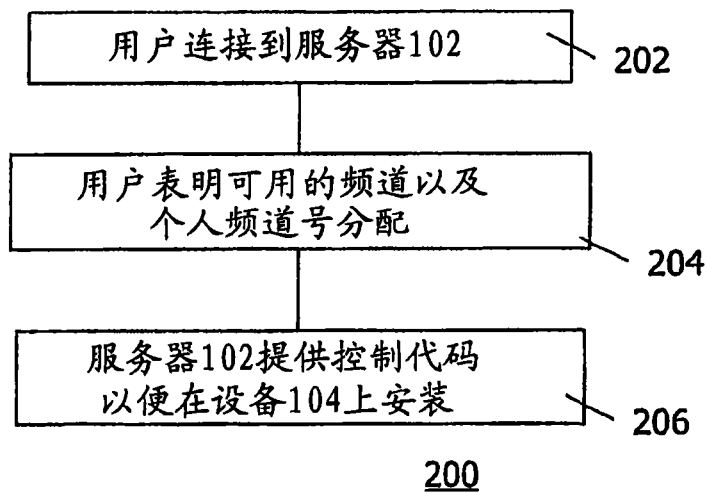 用户连接到服务器102
202
用户表明可用的频道以及
个人频道号分配
204
服务器102提供控制代码
以便在设备104上安装
206
200